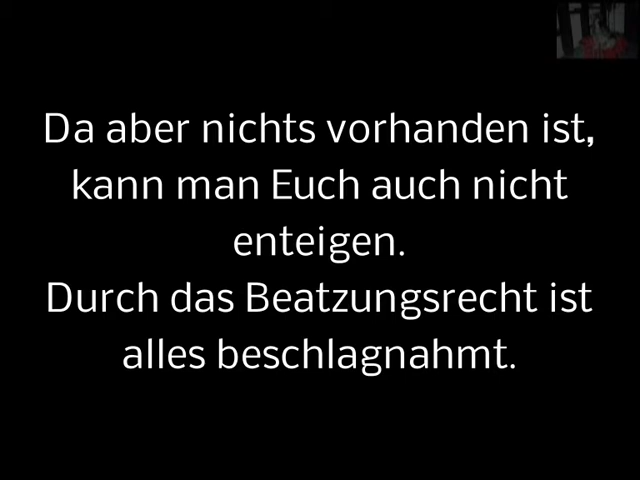 Da aber nichts vorhanden ist,
kann man Euch auch nicht
enteigen.
Durch das Beatzungsrecht ist
alles beschlagnahmt.